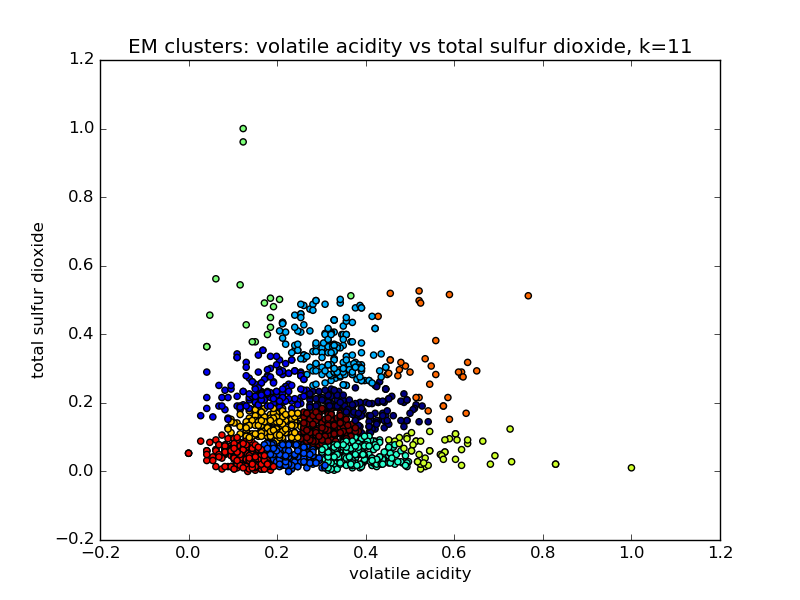 EM clusters: volatile acidity vs total sulfur dioxide, k=11
1.2
1.0
0.8
0.6
0.4
0.2
0.0
−0.2
total sulfur dioxide
−0.2 0.0 0.2 0.4 0.6 0.8 1.0 1.2
volatile acidity